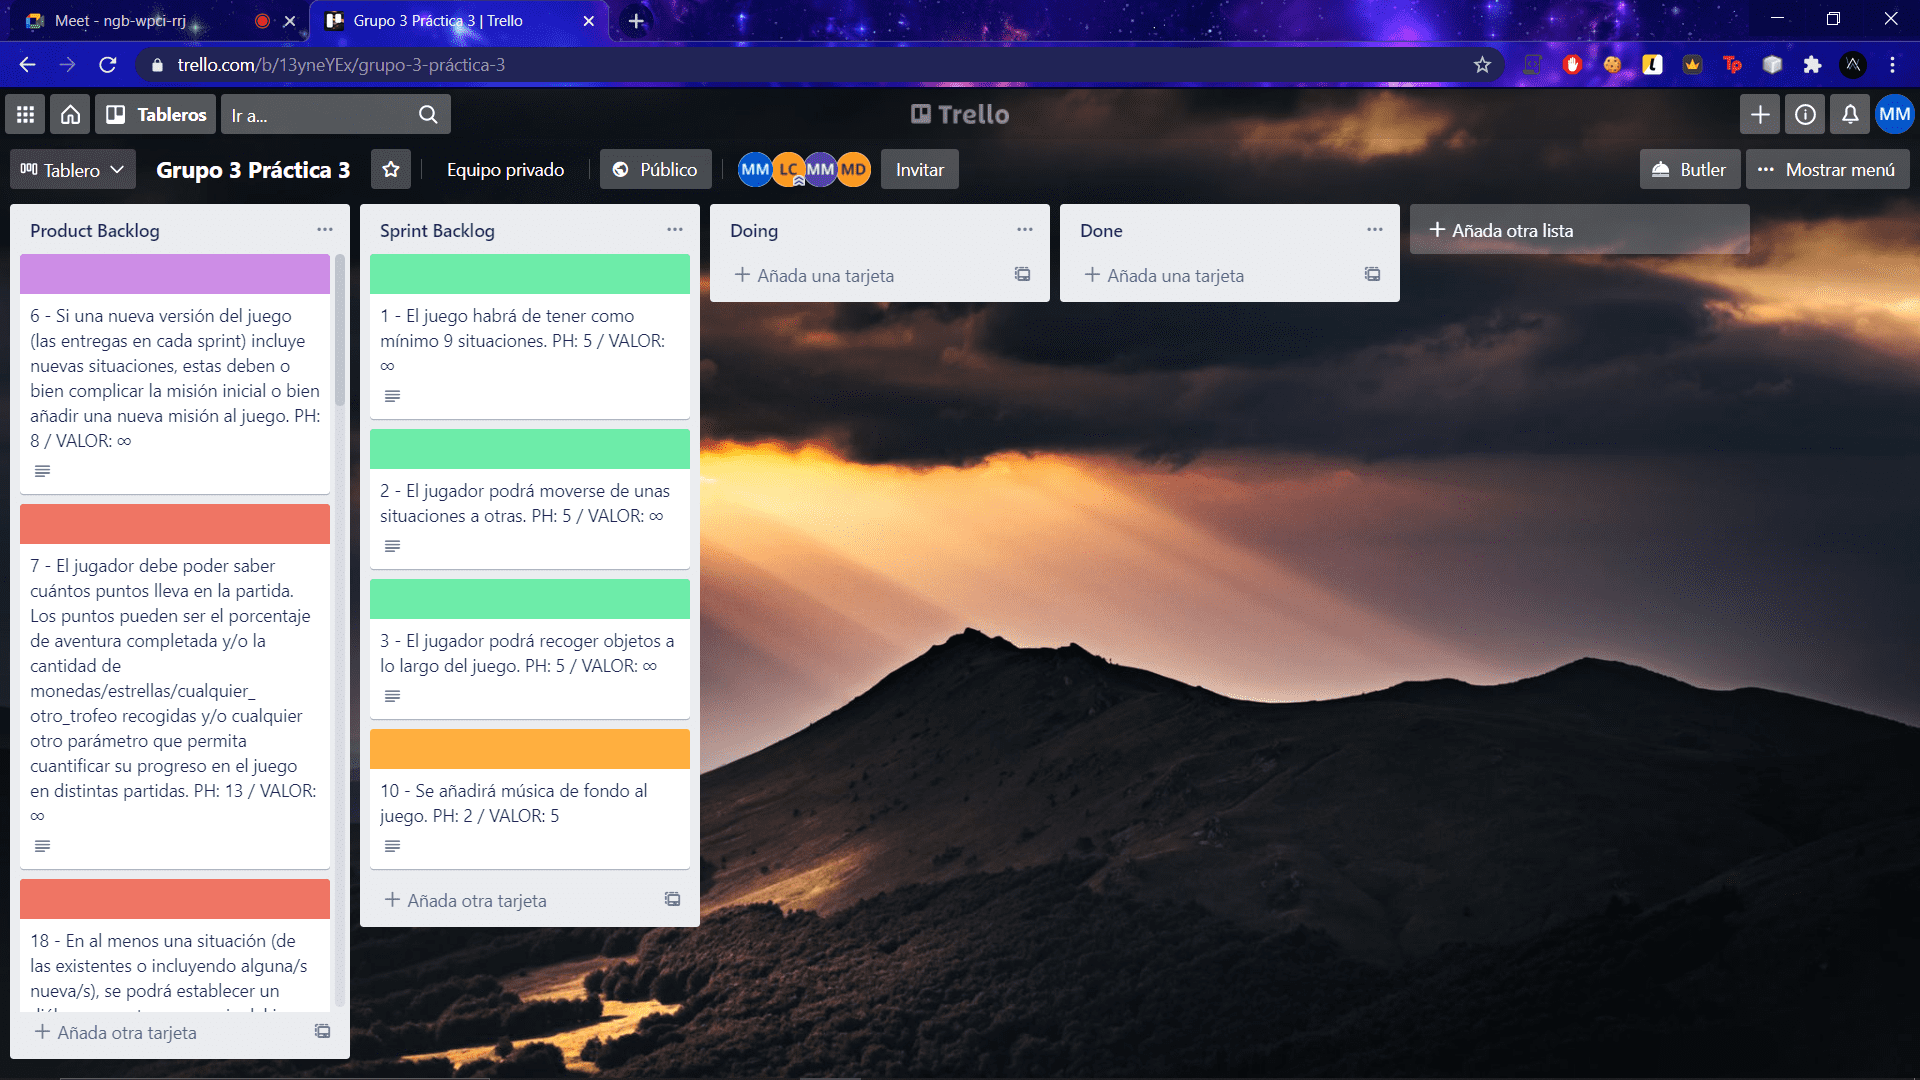 Meet - ngb-wpci-rrj
Grupo 3 Práctica 3 | Trello
trello.com/b/13yneYEx/grupo-3-práctica-3
Tableros
Ir a...
Trello
MM
Tablero
Grupo 3 Práctica 3
Equipo privado
Público
MM
LC
MM
MD
Invitar
Butler
Mostrar menú
Product Backlog
6 - Si una nueva versión del juego
(las entregas en cada sprint) incluye
nuevas situaciones, estas deben o
bien complicar la misión inicial o bien
añadir una nueva misión al juego. PH:
8 / VALOR: ∞
7 - El jugador debe poder saber
cuántos puntos lleva en la partida.
Los puntos pueden ser el porcentaje
de aventura completada y/o la
cantidad de
monedas/estrellas/cualquier_
otro_trofeo recogidas y/o cualquier
otro parámetro que permita
cuantificar su progreso en el juego
en distintas partidas. PH: 13 / VALOR:
∞
18 - En al menos una situación (de
las existentes o incluyendo alguna/s
nueva/s), se podrá establecer un
Añada otra tarjeta
Sprint Backlog
1 - El juego habrá de tener como
mínimo 9 situaciones. PH: 5 / VALOR:
∞
2 - El jugador podrá moverse de unas
situaciones a otras. PH: 5 / VALOR: ∞
3 - El jugador podrá recoger objetos a
lo largo del juego. PH: 5 / VALOR: ∞
10 - Se añadirá música de fondo al
juego. PH: 2 / VALOR: 5
Añada otra tarjeta
Doing
Añada una tarjeta
Done
Añada una tarjeta
Añada otra lista